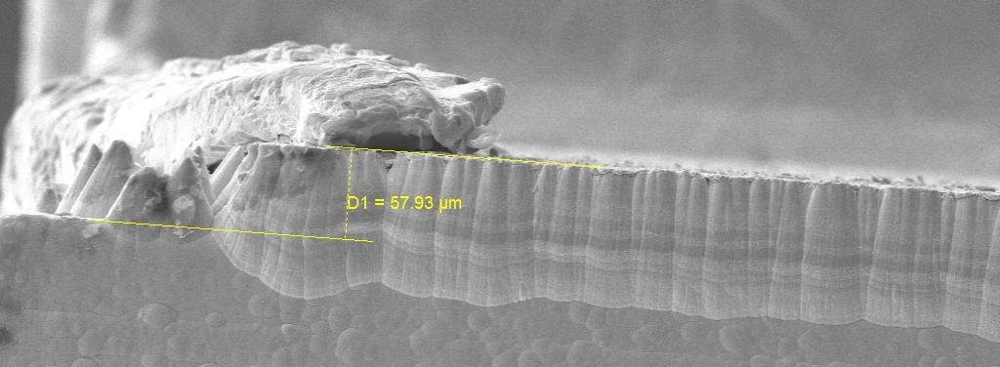 D1 = 57.93 µm